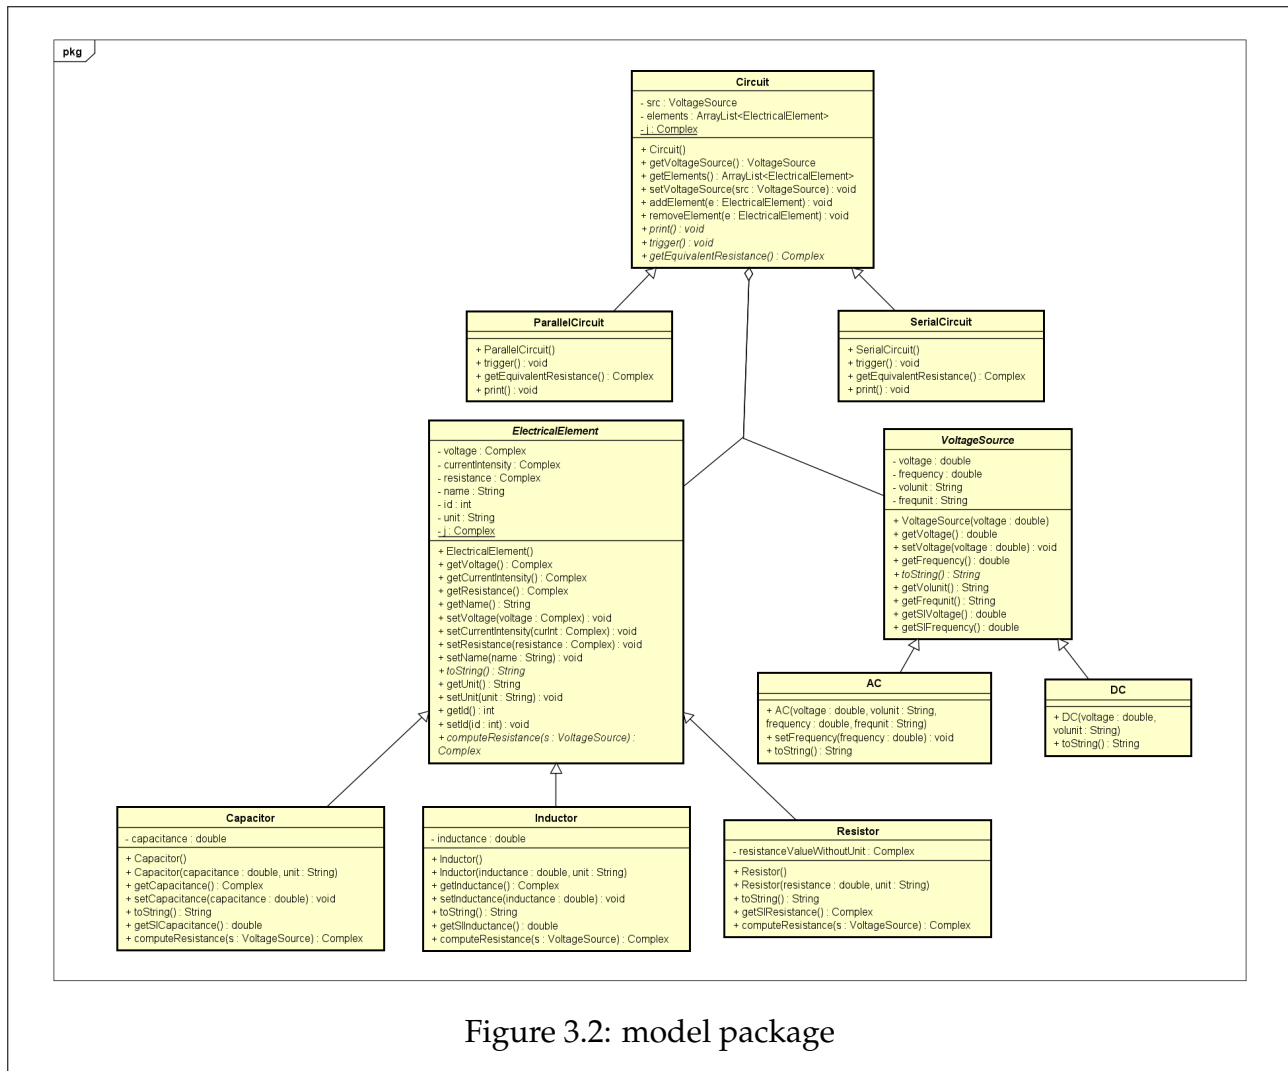 pkg
Circuit
- src : VoltageSource
- elements : ArrayList<ElectricalElement>
- j : Complex
+ Circuit()
+ getVoltageSource() : VoltageSource
+ getElements() : ArrayList<ElectricalElement>
+ setVoltageSource(src : VoltageSource) : void
+ addElement(e : ElectricalElement) : void
+ removeElement(e : ElectricalElement) : void
+ print() : void
+ trigger() : void
+ getEquivalentResistance() : Complex
ParallelCircuit
+ ParallelCircuit()
+ trigger() : void
+ getEquivalentResistance() : Complex
+ print() : void
SerialCircuit
+ SerialCircuit()
+ trigger() : void
+ getEquivalentResistance() : Complex
+ print() : void
ElectricalElement
- voltage : Complex
- currentIntensity : Complex
- resistance : Complex
- name : String
- id : int
- unit : String
- j : Complex
+ ElectricalElement()
+ getVoltage() : Complex
+ getCurrentIntensity() : Complex
+ getResistance() : Complex
+ getName() : String
+ setVoltage(voltage : Complex) : void
+ setCurrentIntensity(curInt : Complex) : void
+ setResistance(resistance : Complex) : void
+ setName(name : String) : void
+ toString() : String
+ getUnit() : String
+ setUnit(unit : String) : void
+ getId() : int
+ setId(id : int) : void
+ computeResistance(s : VoltageSource) :
Complex
VoltageSource
- voltage : double
- frequency : double
- volunit : String
- frequnit : String
+ VoltageSource(voltage : double)
+ getVoltage() : double
+ setVoltage(voltage : double) : void
+ getFrequency() : double
+ toString() : String
+ getVolunit() : String
+ getFrequnit() : String
+ getSIVoltage() : double
+ getSIFrequency() : double
AC
+ AC(voltage : double, volunit : String,
frequency : double, frequnit : String)
+ setFrequency(frequency : double) : void
+ toString() : String
DC
+ DC(voltage : double,
volunit : String)
+ toString() : String
Capacitor
- capacitance : double
+ Capacitor()
+ Capacitor(capacitance : double, unit : String)
+ getCapacitance() : Complex
+ setCapacitance(capacitance : double) : void
+ toString() : String
+ getSICapacitance() : double
+ computeResistance(s : VoltageSource) : Complex
Inductor
- inductance : double
+ Inductor()
+ Inductor(inductance : double, unit : String)
+ getInductance() : Complex
+ setInductance(inductance : double) : void
+ toString() : String
+ getSIInductance() : double
+ computeResistance(s : VoltageSource) : Complex
Resistor
- resistanceValueWithoutUnit : Complex
+ Resistor()
+ Resistor(resistance : double, unit : String)
+ toString() : String
+ getSIResistance() : Complex
+ computeResistance(s : VoltageSource) : Complex
Figure 3.2: model package